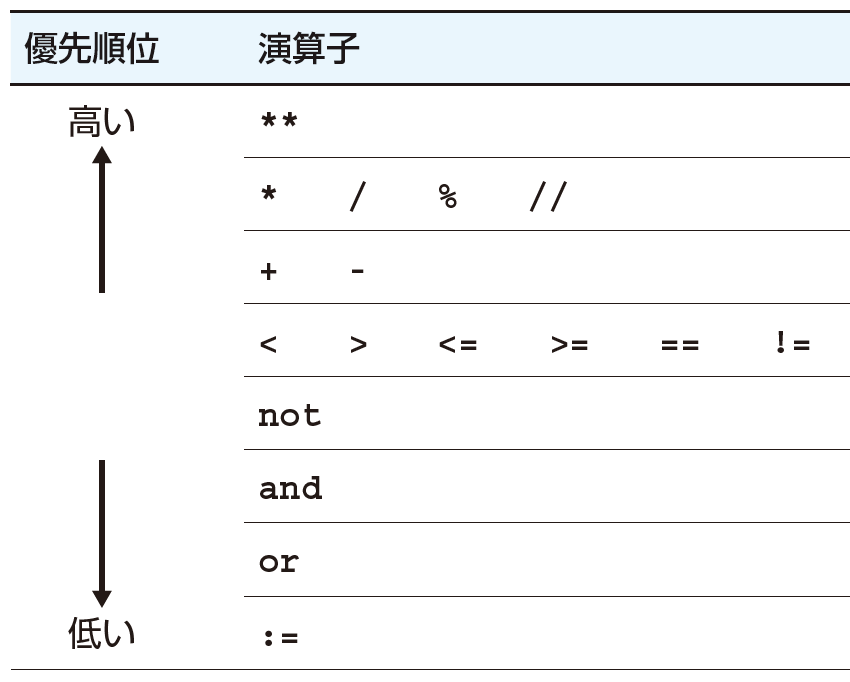 優先順位 演算子
高い **
* / % //
+ -
< > <= >= == !=
not
and
or
低い :=